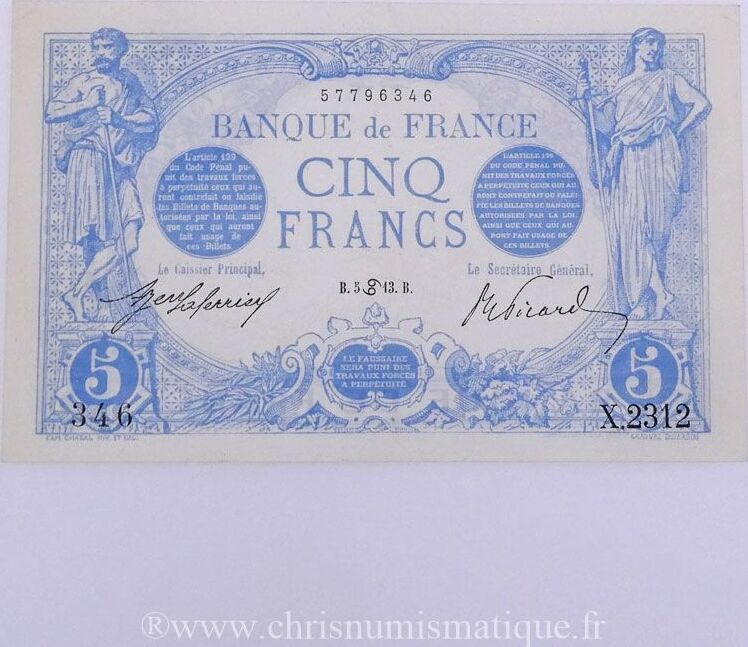 57796346
BANQUE de FRANCE
CINQ
FRANCS
L'article 139
du Code Pénal pu-
nit des travaux forcés
à perpétuité ceux qui au-
ront contrefait ou falsifié
les Billets de Banques au-
torisées par la loi, ainsi
que ceux qui auront
fait usage de
ces Billets.
L'ARTICLE 139
DU CODE PÉNAL PU-
NIT DES TRAVAUX FORCÉS
A PERPÉTUITÉ CEUX QUI AU-
RONT CONTREFAIT OU FALSI-
FIÉ LES BILLETS DE BANQUES
AUTORISÉES PAR LA LOI,
AINSI QUE CEUX QUI AU-
RONT FAIT USAGE DE
CES BILLETS.
Le Caissier Principal,
Le Secrétaire Général,
B. 5 13. B.
Picard
LE FAUSSAIRE
SERA PUNI DES
TRAVAUX FORCÉS
A PERPÉTUITÉ
5
346
5
X.2312
DUJARDIN
®www.chrisnumismatique.fr